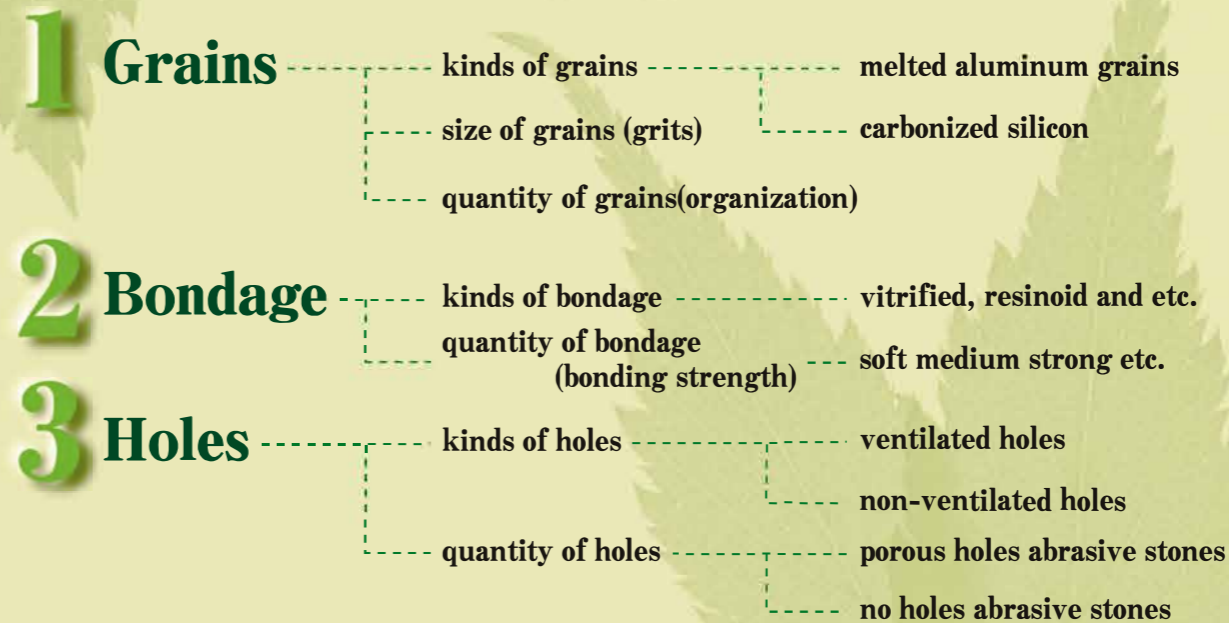 1 Grains kinds of grains melted aluminum grains
size of grains (grits) carbonized silicon
quantity of grains(organization)
2 Bondage kinds of bondage vitrified, resinoid and etc.
quantity of bondage
(bonding strength) soft medium strong etc.
3 Holes kinds of holes ventilated holes
non-ventilated holes
quantity of holes porous holes abrasive stones
no holes abrasive stones